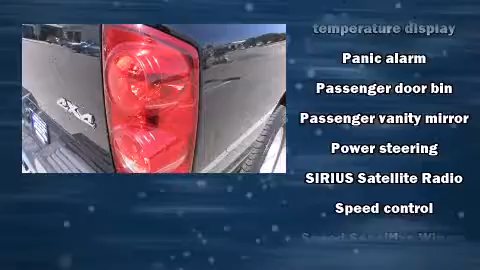 temperature display
Panic alarm
Passenger door bin
Passenger vanity mirror
Power steering
SIRIUS Satellite Radio
Speed control
4X4